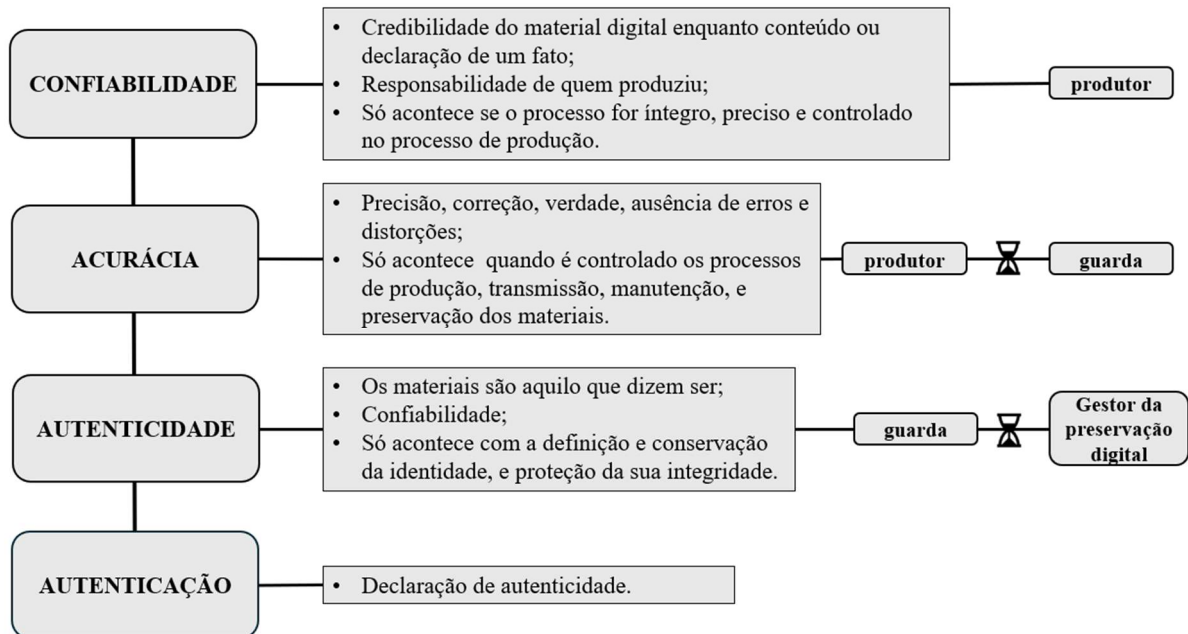 CONFIABILIDADE
• Credibilidade do material digital enquanto conteúdo ou
declaração de um fato;
• Responsabilidade de quem produziu;
• Só acontece se o processo for íntegro, preciso e controlado
no processo de produção.
produtor
ACURÁCIA
• Precisão, correção, verdade, ausência de erros e
distorções;
• Só acontece quando é controlado os processos
de produção, transmissão, manutenção, e
preservação dos materiais.
produtor
guarda
AUTENTICIDADE
• Os materiais são aquilo que dizem ser;
• Confiabilidade;
• Só acontece com a definição e conservação
da identidade, e proteção da sua integridade.
guarda
Gestor da
preservação
digital
AUTENTICAÇÃO
• Declaração de autenticidade.